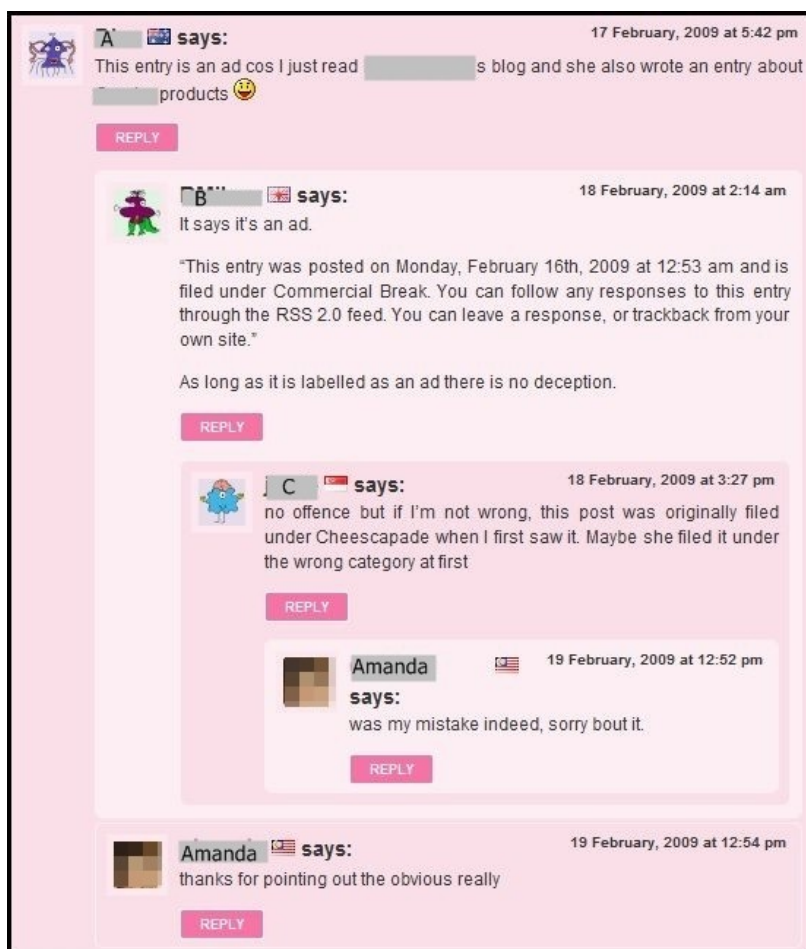 A says: 17 February, 2009 at 5:42 pm
This entry is an ad cos I just read s blog and she also wrote an entry about
products
REPLY
B says: 18 February, 2009 at 2:14 am
It says it's an ad.
“This entry was posted on Monday, February 16th, 2009 at 12:53 am and is
filed under Commercial Break. You can follow any responses to this entry
through the RSS 2.0 feed. You can leave a response, or trackback from your
own site.”
As long as it is labelled as an ad there is no deception.
REPLY
C says: 18 February, 2009 at 3:27 pm
no offence but if I'm not wrong, this post was originally filed
under Cheescapade when I first saw it. Maybe she filed it under
the wrong category at first
REPLY
Amanda 19 February, 2009 at 12:52 pm
says:
was my mistake indeed, sorry bout it.
REPLY
Amanda says: 19 February, 2009 at 12:54 pm
thanks for pointing out the obvious really
REPLY